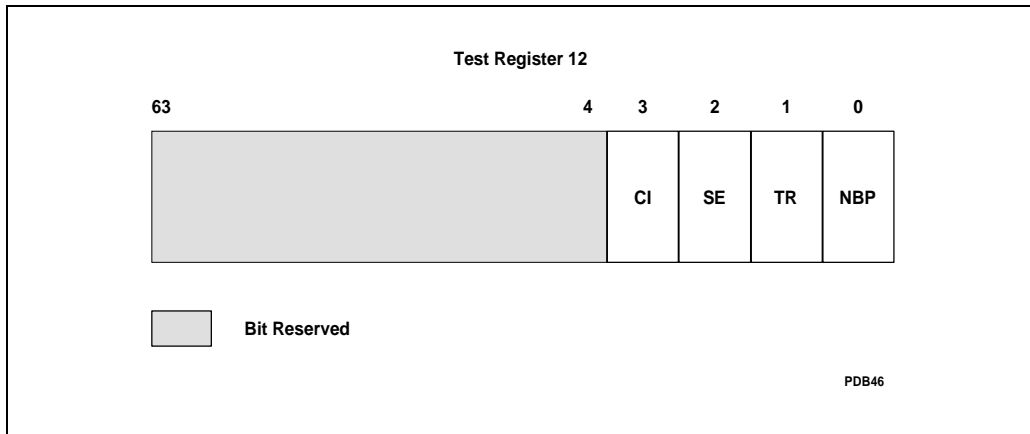 Test Register 12
63 4 3 2 1 0
CI SE TR NBP
Bit Reserved
PDB46